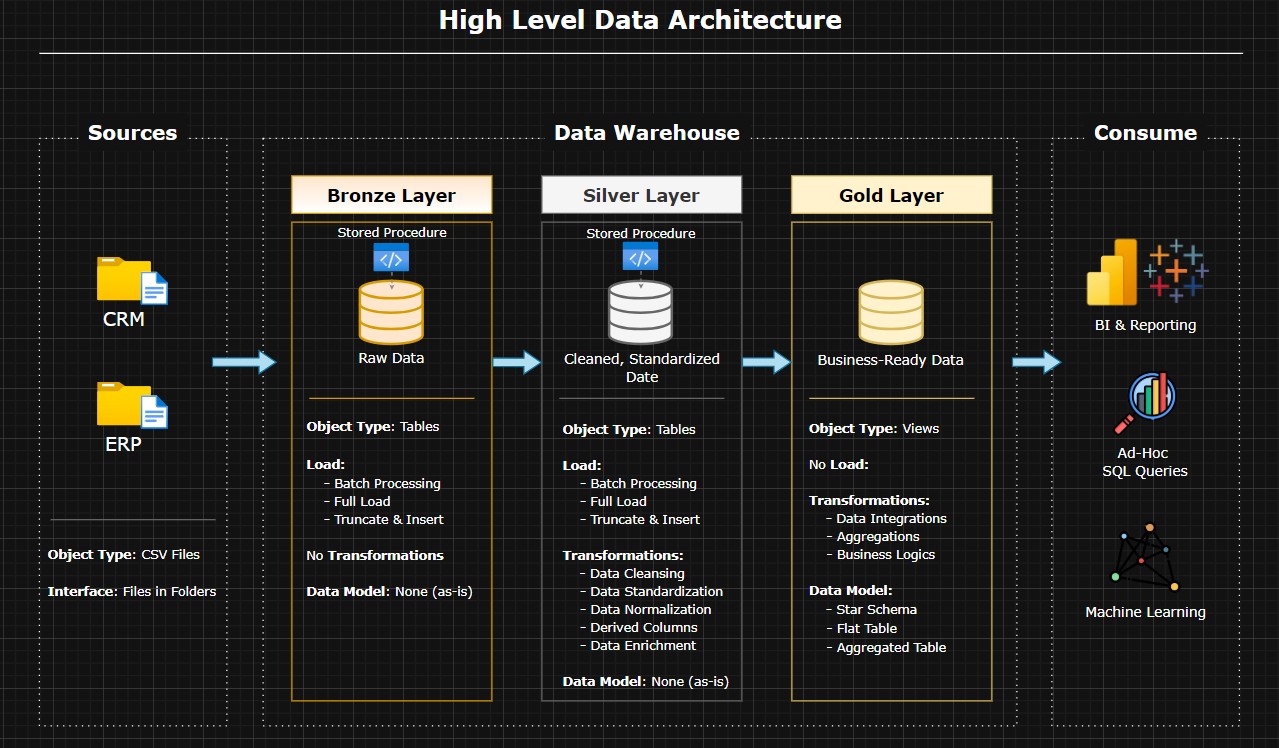 High Level Data Architecture
Sources
CRM
ERP
Object Type: CSV Files
Interface: Files in Folders
Data Warehouse
Bronze Layer
Stored Procedure
Raw Data
Object Type: Tables
Load:
- Batch Processing
- Full Load
- Truncate & Insert
No Transformations
Data Model: None (as-is)
Silver Layer
Stored Procedure
Cleaned, Standardized
Date
Object Type: Tables
Load:
- Batch Processing
- Full Load
- Truncate & Insert
Transformations:
- Data Cleansing
- Data Standardization
- Data Normalization
- Derived Columns
- Data Enrichment
Data Model: None (as-is)
Gold Layer
Business-Ready Data
Object Type: Views
No Load:
Transformations:
- Data Integrations
- Aggregations
- Business Logics
Data Model:
- Star Schema
- Flat Table
- Aggregated Table
Consume
BI & Reporting
Ad-Hoc
SQL Queries
Machine Learning